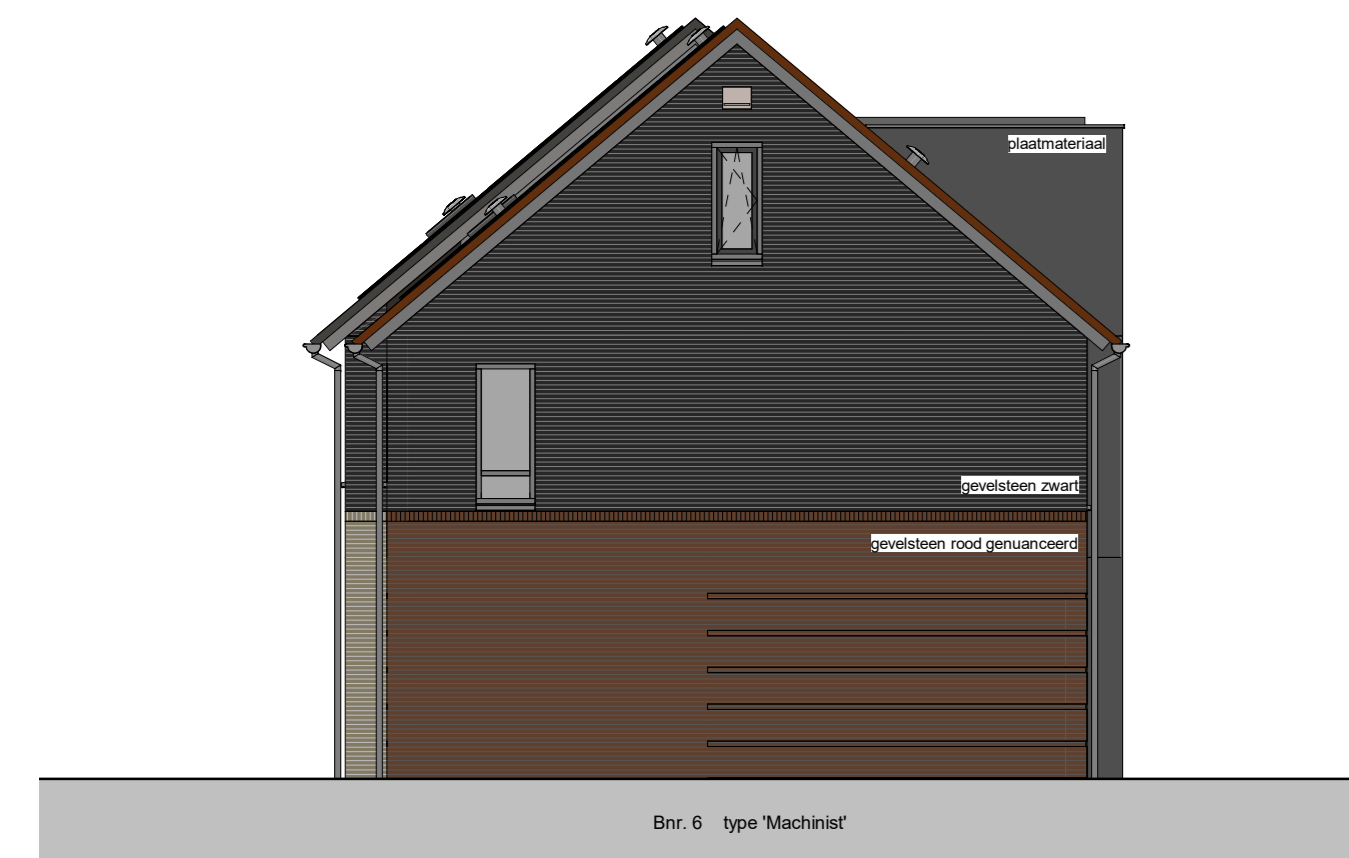 plaatmateriaal
gevelsteen zwart
gevelsteen rood genuanceerd
Bnr. 6 type 'Machinist'